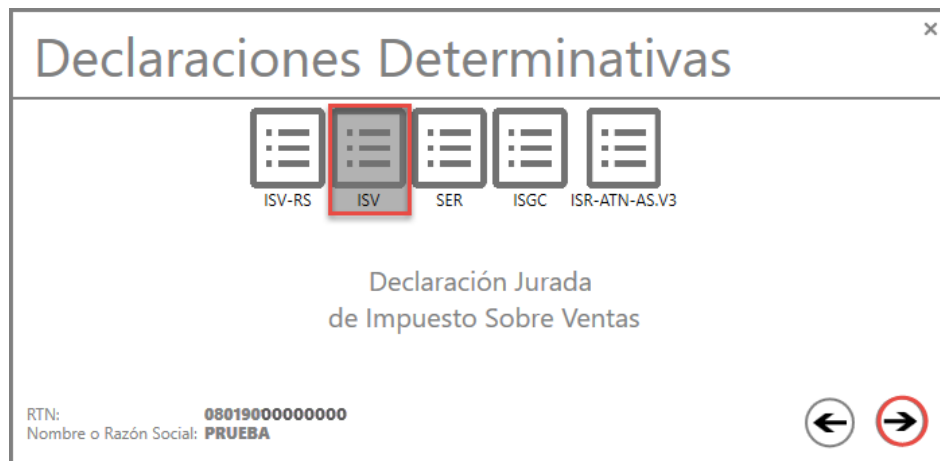 Declaraciones Determinativas
×
ISV-RS ISV SER ISGC ISR-ATN-AS.V3
Declaración Jurada
de Impuesto Sobre Ventas
RTN: 08019000000000
Nombre o Razón Social: PRUEBA